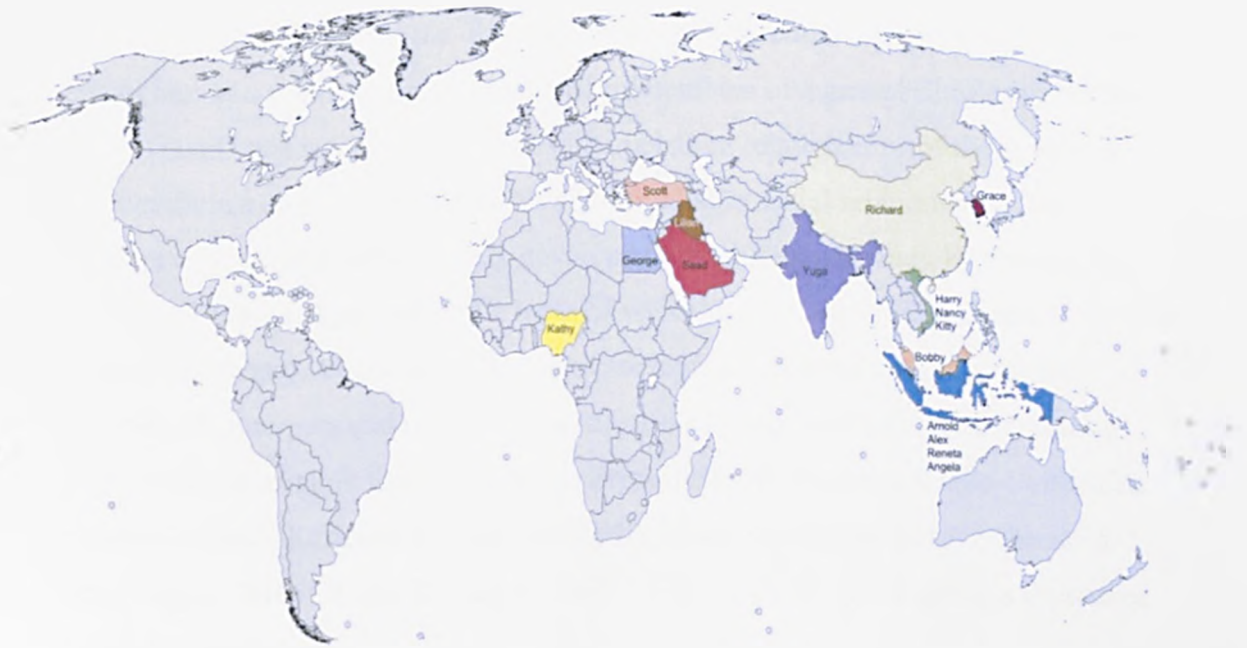 Scott
Grace
Richard
George
Saad
Yuga
Harry
Nancy
Kitty
Kathy
Bobby
Arnold
Alex
Reneta
Angela